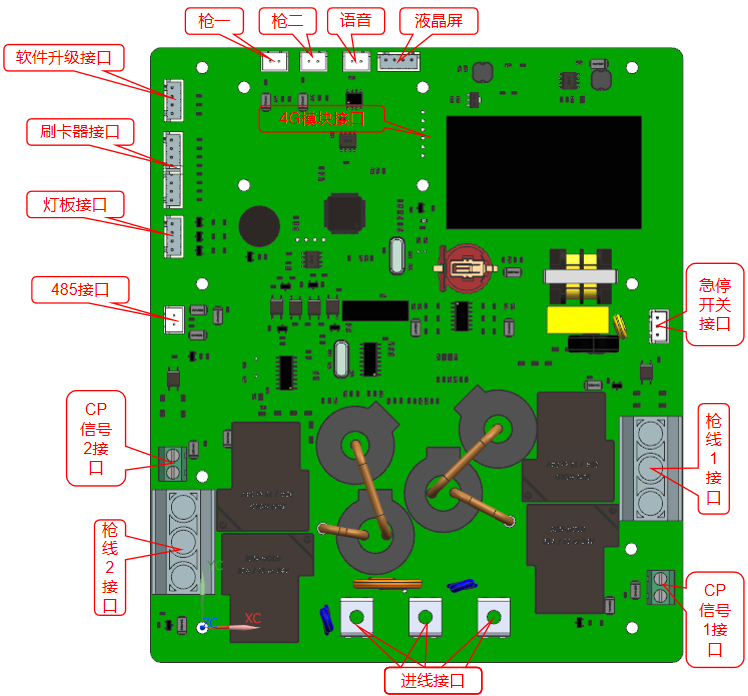 枪一
枪二
语音
液晶屏
软件升级接口
4G模块接口
刷卡器接口
灯板接口
485接口
急停
开关
接口
CP
信号
2接
口
枪
线
1
接
口
枪
线
2
接
口
CP
信号
1接
口
YC
XC
ZC
进线接口